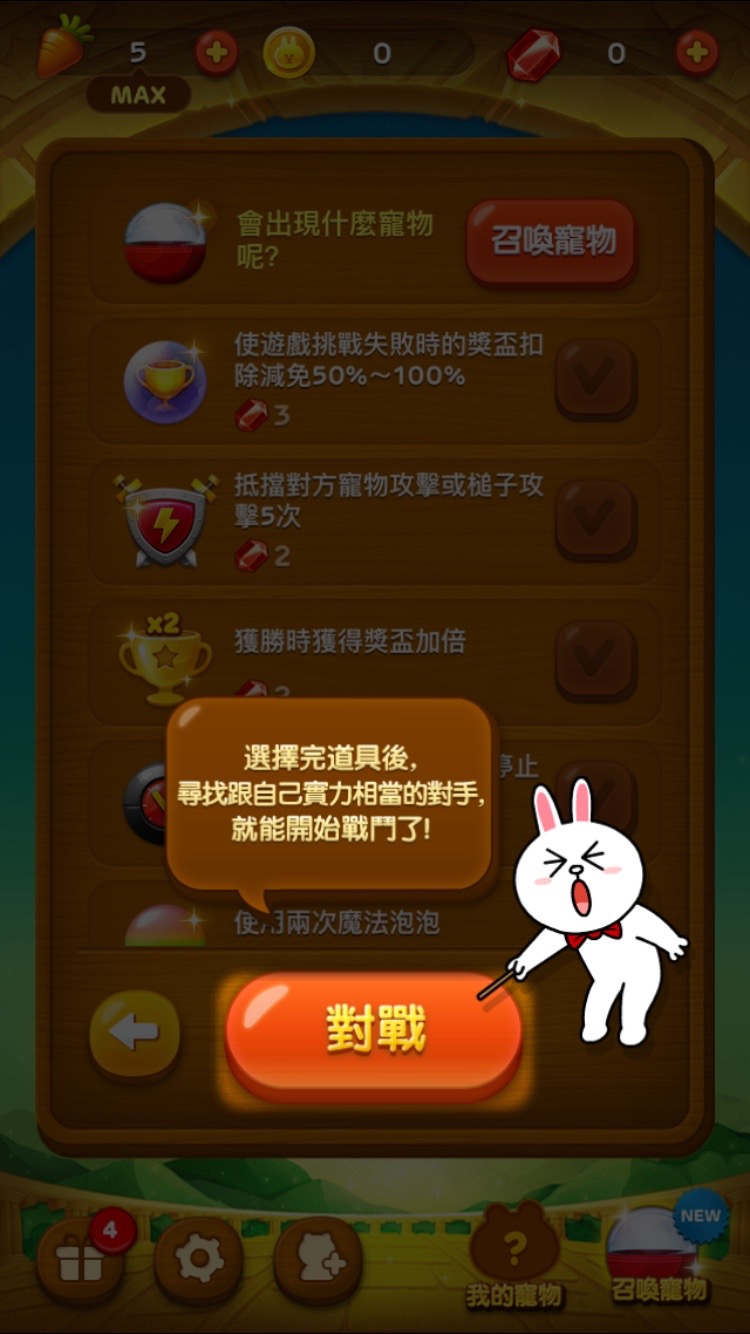 5
0
0
MAX
會出現什麼寵物
呢?
召喚寵物
使遊戲挑戰失敗時的獎盃扣
除減免50%～100%
3
抵擋對方寵物攻擊或槌子攻
擊5次
2
x2
獲勝時獲得獎盃加倍
停止
選擇完道具後,
尋找跟自己實力相當的對手,
就能開始戰鬥了!
使用兩次魔法泡泡
對戰
4
NEW
?
我的寵物
召喚寵物